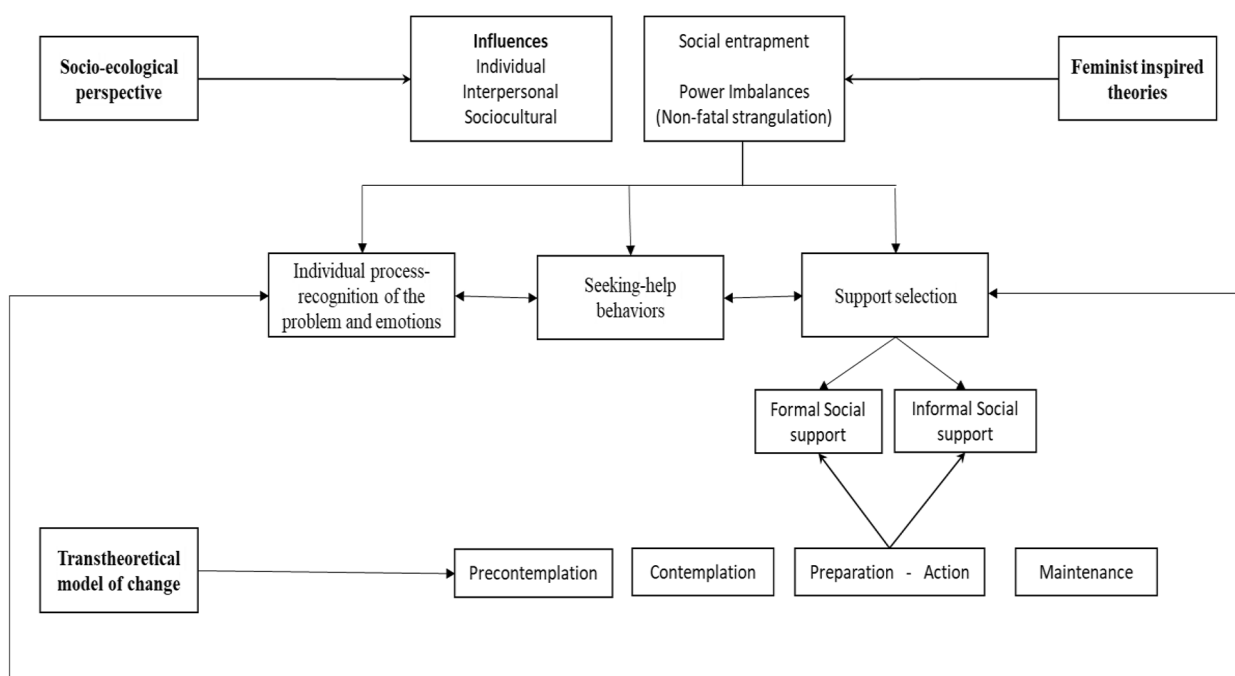 Socio-ecological
perspective
Influences
Individual
Interpersonal
Sociocultural
Social entrapment
Power Imbalances
(Non-fatal strangulation)
Feminist inspired
theories
Individual process-
recognition of the
problem and emotions
Seeking-help
behaviors
Support selection
Formal Social
support
Informal Social
support
Transtheoretical
model of change
Precontemplation
Contemplation
Preparation - Action
Maintenance